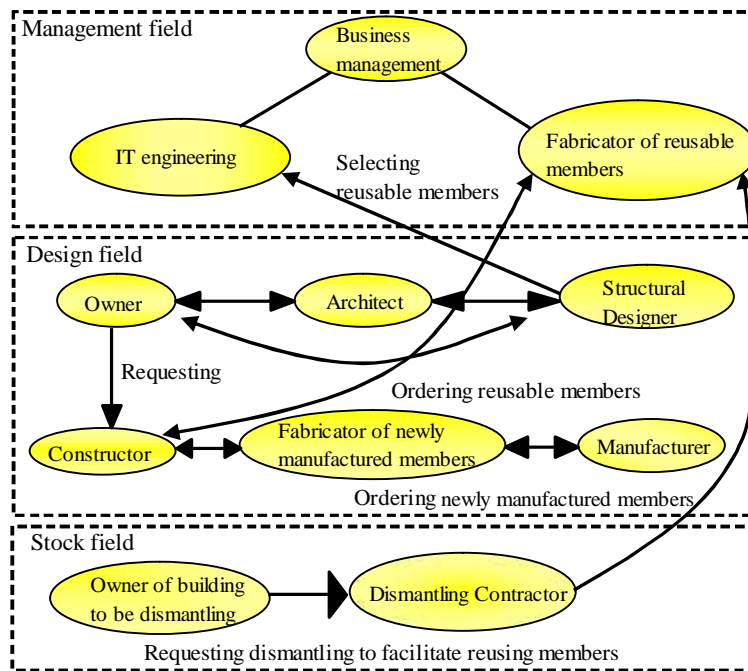 Management field
Business
management
IT engineering
Fabricator of reusable
members
Selecting
reusable members
Design field
Owner
Architect
Structural
Designer
Requesting
Ordering reusable members
Constructor
Fabricator of newly
manufactured members
Manufacturer
Ordering newly manufactured members
Stock field
Owner of building
to be dismantling
Dismantling Contractor
Requesting dismantling to facilitate reusing members